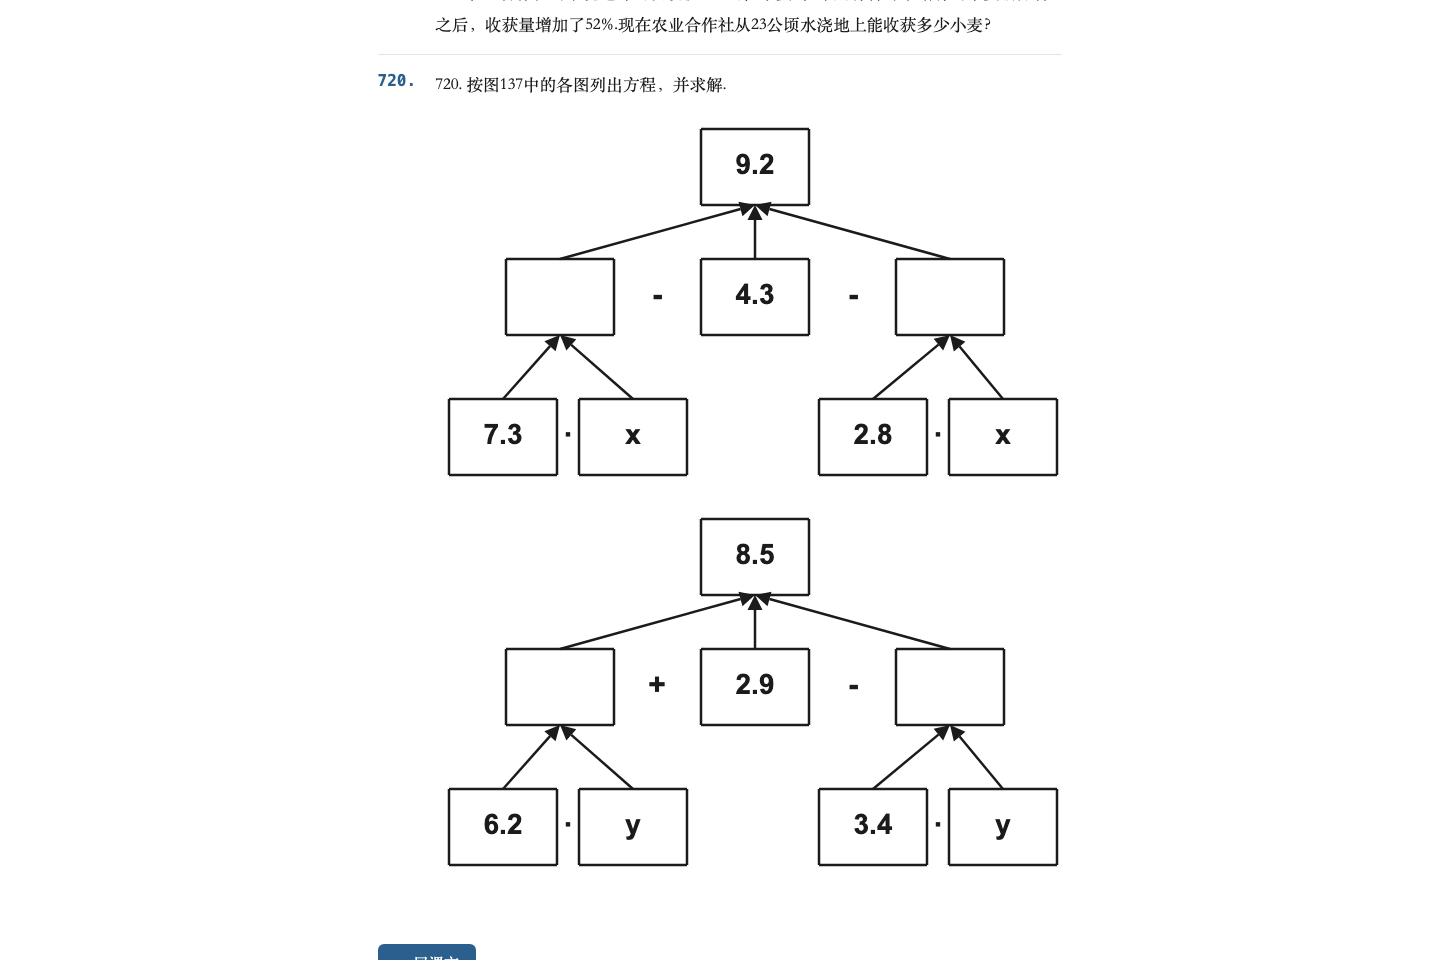 之后，收获量增加了52%.现在农业合作社从23公顷水浇地上能收获多少小麦?
720. 720. 按图137中的各图列出方程，并求解.
9.2
- 4.3 -
7.3 · x 2.8 · x
8.5
+ 2.9 -
6.2 · y 3.4 · y